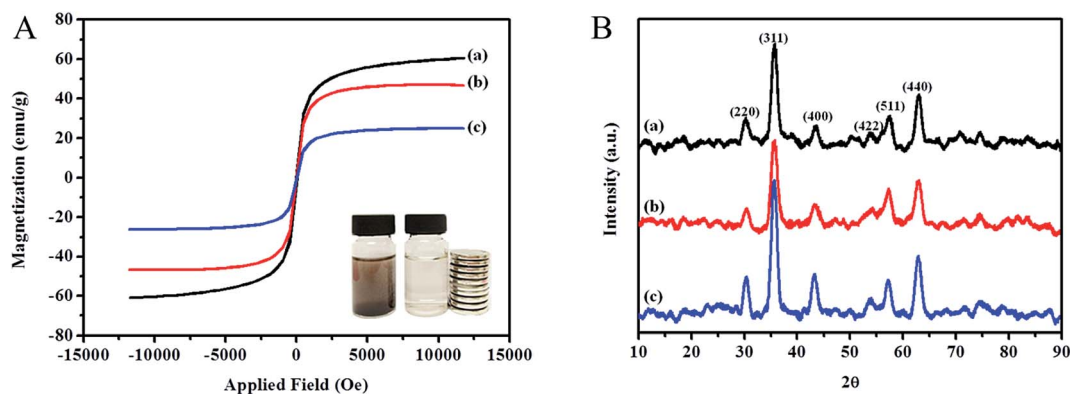 A
Magnetization (emu/g)
80
60
40
20
0
-20
-40
-60
-80
(a)
(b)
(c)
-15000 -10000 -5000 0 5000 10000 15000
Applied Field (Oe)
B
Intensity (a.u.)
(220) (311) (400) (422) (511) (440)
(a)
(b)
(c)
10 20 30 40 50 60 70 80 90
2θ